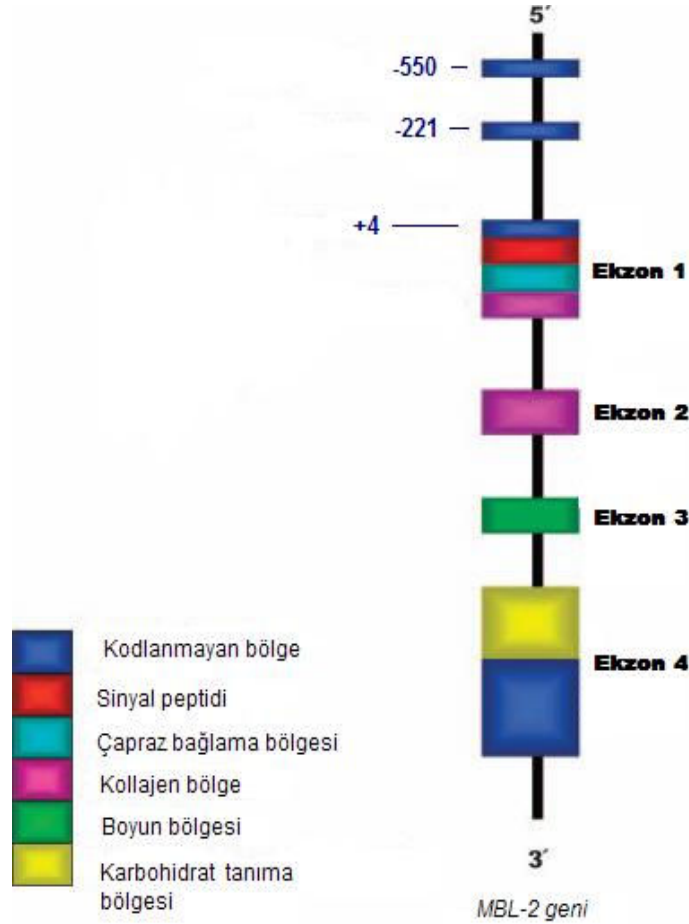 5´
-550
-221
+4
Ekzon 1
Ekzon 2
Ekzon 3
Ekzon 4
Kodlanmayan bölge
Sinyal peptidi
Çapraz bağlama bölgesi
Kollajen bölge
Boyun bölgesi
Karbohidrat tanıma
bölgesi
3´
MBL-2 geni